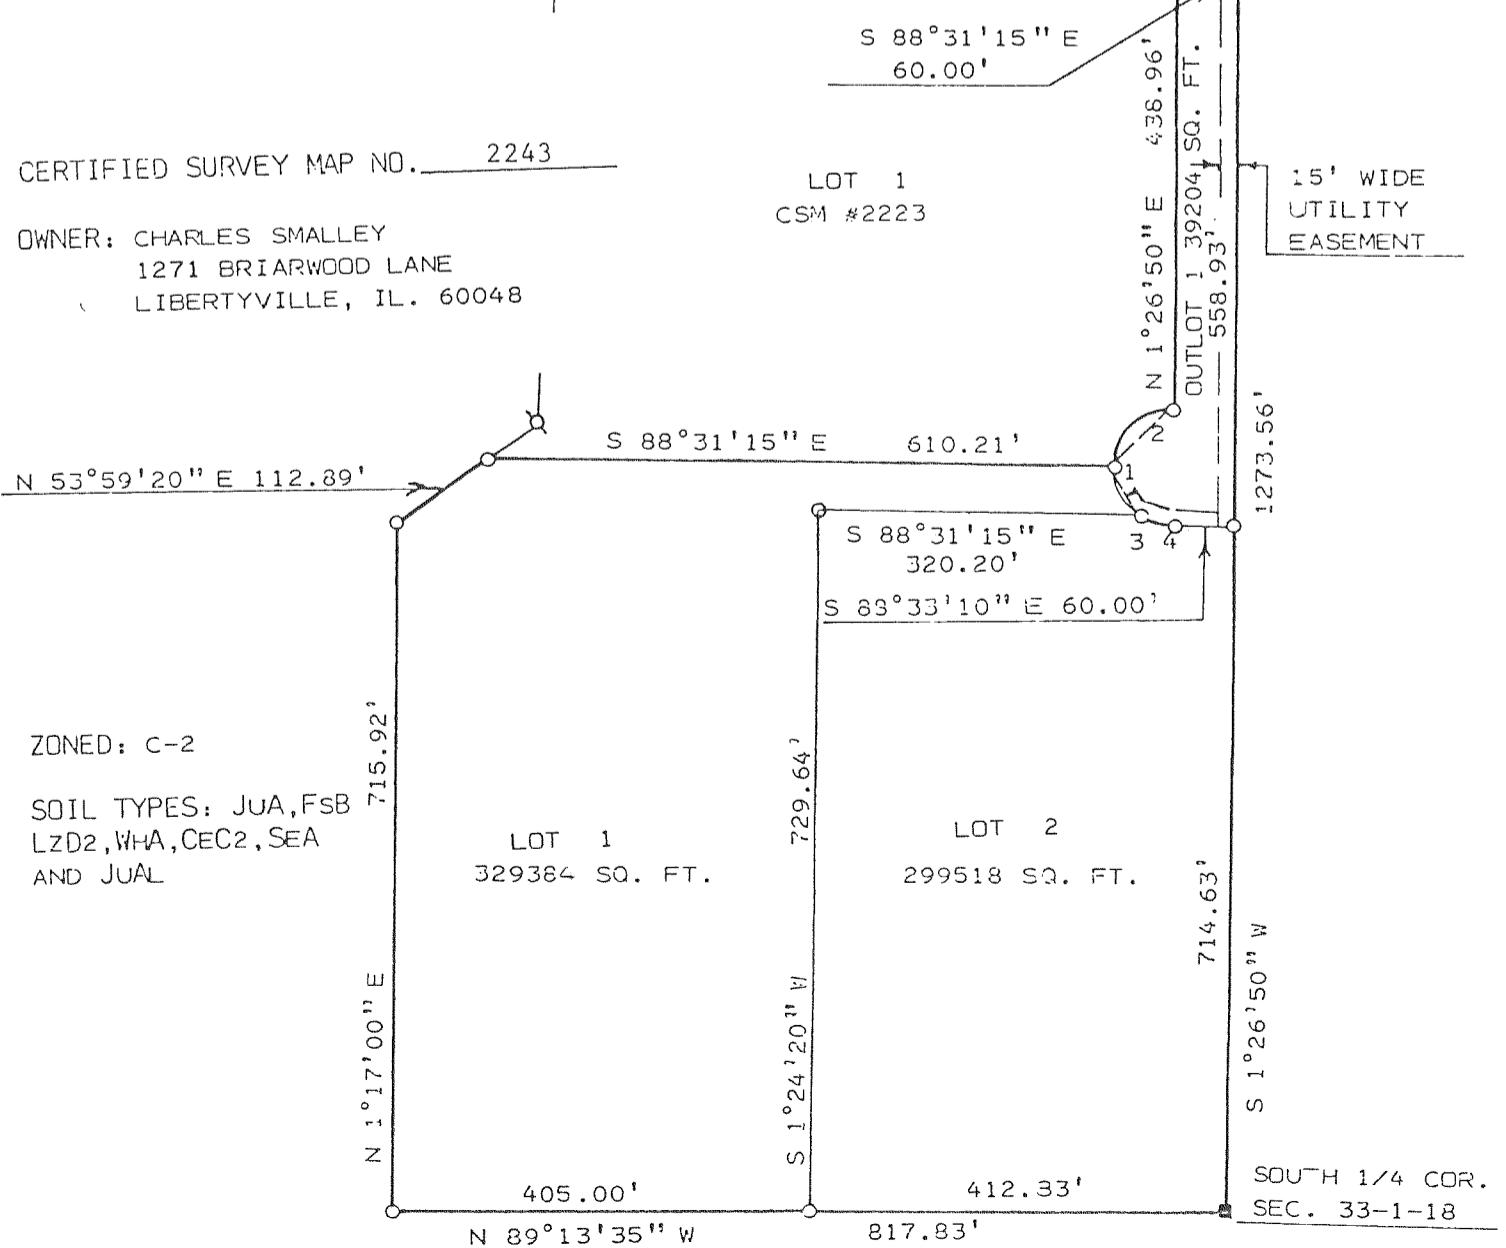 S 88°31'15" E
60.00'
438.96'
N 1°26'50" E
OUTLOT 1 39204 SQ. FT.
558.93'
CERTIFIED SURVEY MAP NO. 2243
LOT 1
CSM #2223
15' WIDE
UTILITY
EASEMENT
OWNER: CHARLES SMALLEY
1271 BRIARWOOD LANE
LIBERTYVILLE, IL. 60048
S 88°31'15" E 610.21'
N 53°59'20" E 112.89'
2
1
3 4
1273.56'
S 88°31'15" E
320.20'
S 89°33'10" E 60.00'
715.92'
N 1°17'00" E
ZONED: C-2
SOIL TYPES: JUA,FSB
LZD2,WHA,CEC2,SEA
AND JUAL
LOT 1
329384 SQ. FT.
729.64'
S 1°24'20" W
LOT 2
299518 SQ. FT.
714.63'
S 1°26'50" W
405.00'
412.33'
N 89°13'35" W 817.83'
SOUTH 1/4 COR.
SEC. 33-1-18